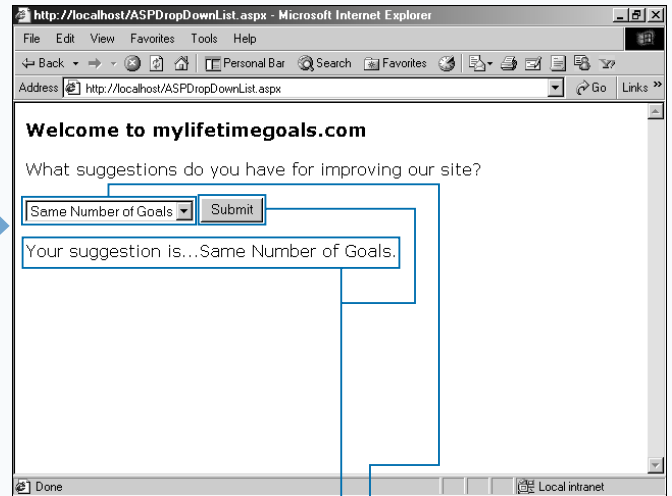 http://localhost/ASPDropDownList.aspx - Microsoft Internet Explorer
File Edit View Favorites Tools Help
Back Personal Bar Search Favorites
Address http://localhost/ASPDropDownList.aspx Go Links »
Welcome to mylifetimegoals.com
What suggestions do you have for improving our site?
Same Number of Goals Submit
Your suggestion is...Same Number of Goals.
Done Local intranet